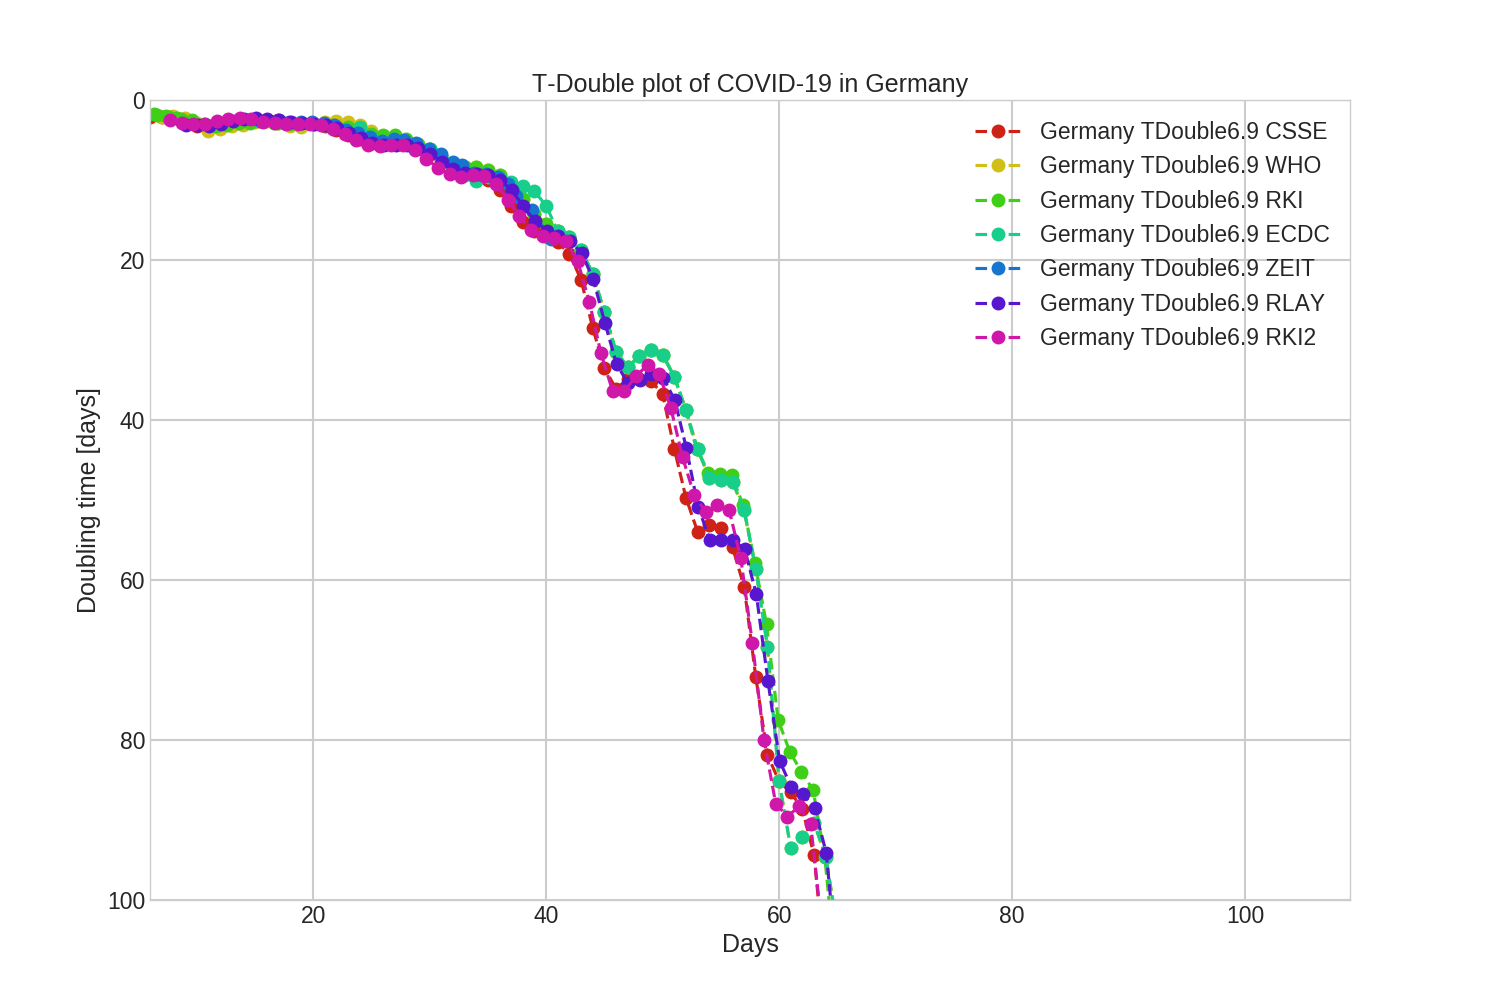 T-Double plot of COVID-19 in Germany
0
20
40
60
80
100
Doubling time [days]
Germany TDouble6.9 CSSE
Germany TDouble6.9 WHO
Germany TDouble6.9 RKI
Germany TDouble6.9 ECDC
Germany TDouble6.9 ZEIT
Germany TDouble6.9 RLAY
Germany TDouble6.9 RKI2
20 40 60 80 100
Days